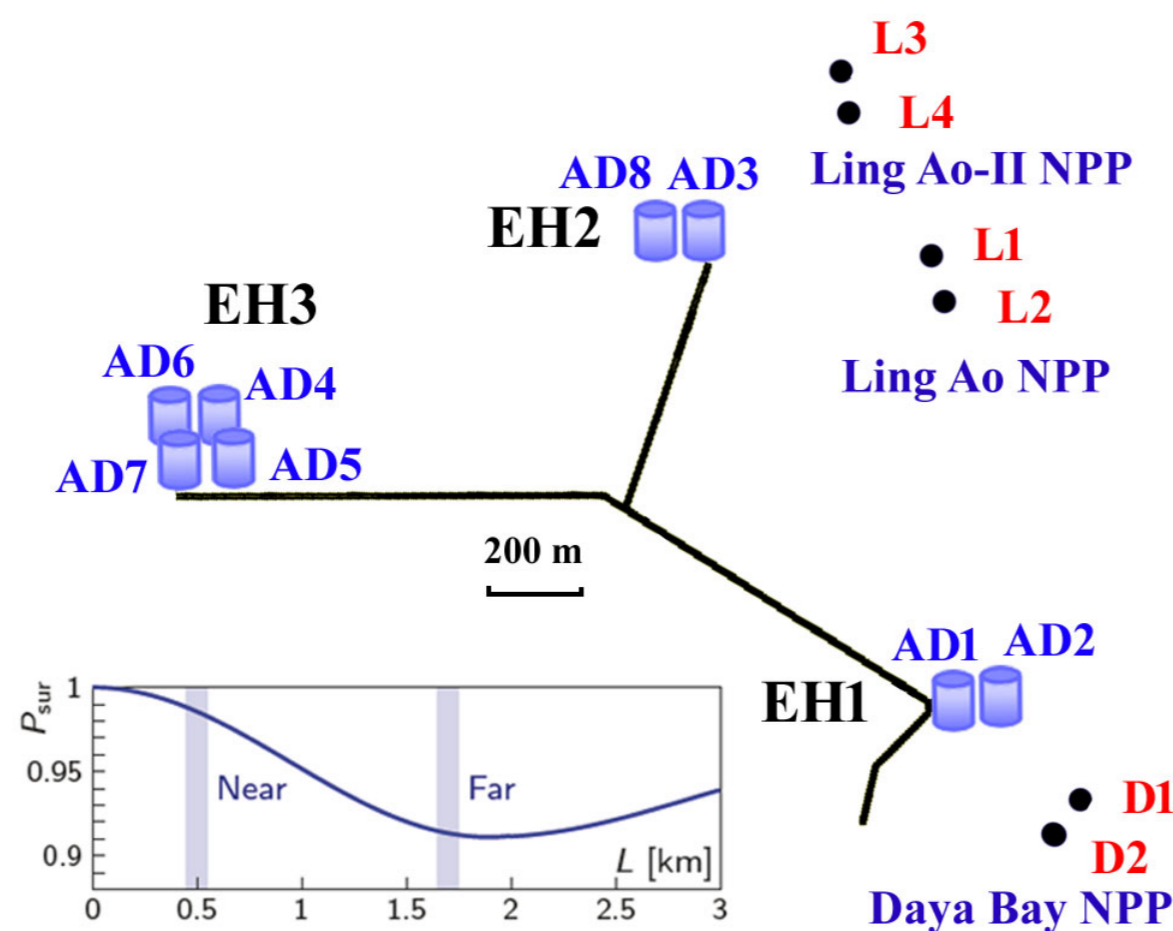 L3
L4
Ling Ao-II NPP
AD8 AD3
EH2
L1
L2
Ling Ao NPP
EH3
AD6
AD4
AD7
AD5
200 m
AD1
AD2
EH1
D1
D2
Daya Bay NPP
Psur
1
0.95
0.9
Near
Far
L [km]
0 0.5 1 1.5 2 2.5 3